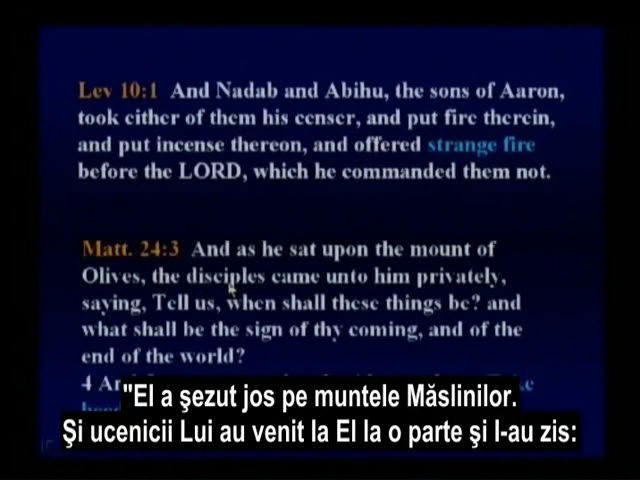 Lev 10:1 And Nadab and Abihu, the sons of Aaron,
took either of them his censer, and put fire therein,
and put incense thereon, and offered strange fire
before the LORD, which he commanded them not.
Matt. 24:3 And as he sat upon the mount of
Olives, the disciples came unto him privately,
saying, Tell us, when shall these things be? and
what shall be the sign of thy coming, and of the
end of the world?
4
"El a şezut jos pe muntele Măslinilor.
Şi ucenicii Lui au venit la El la o parte şi I-au zis: